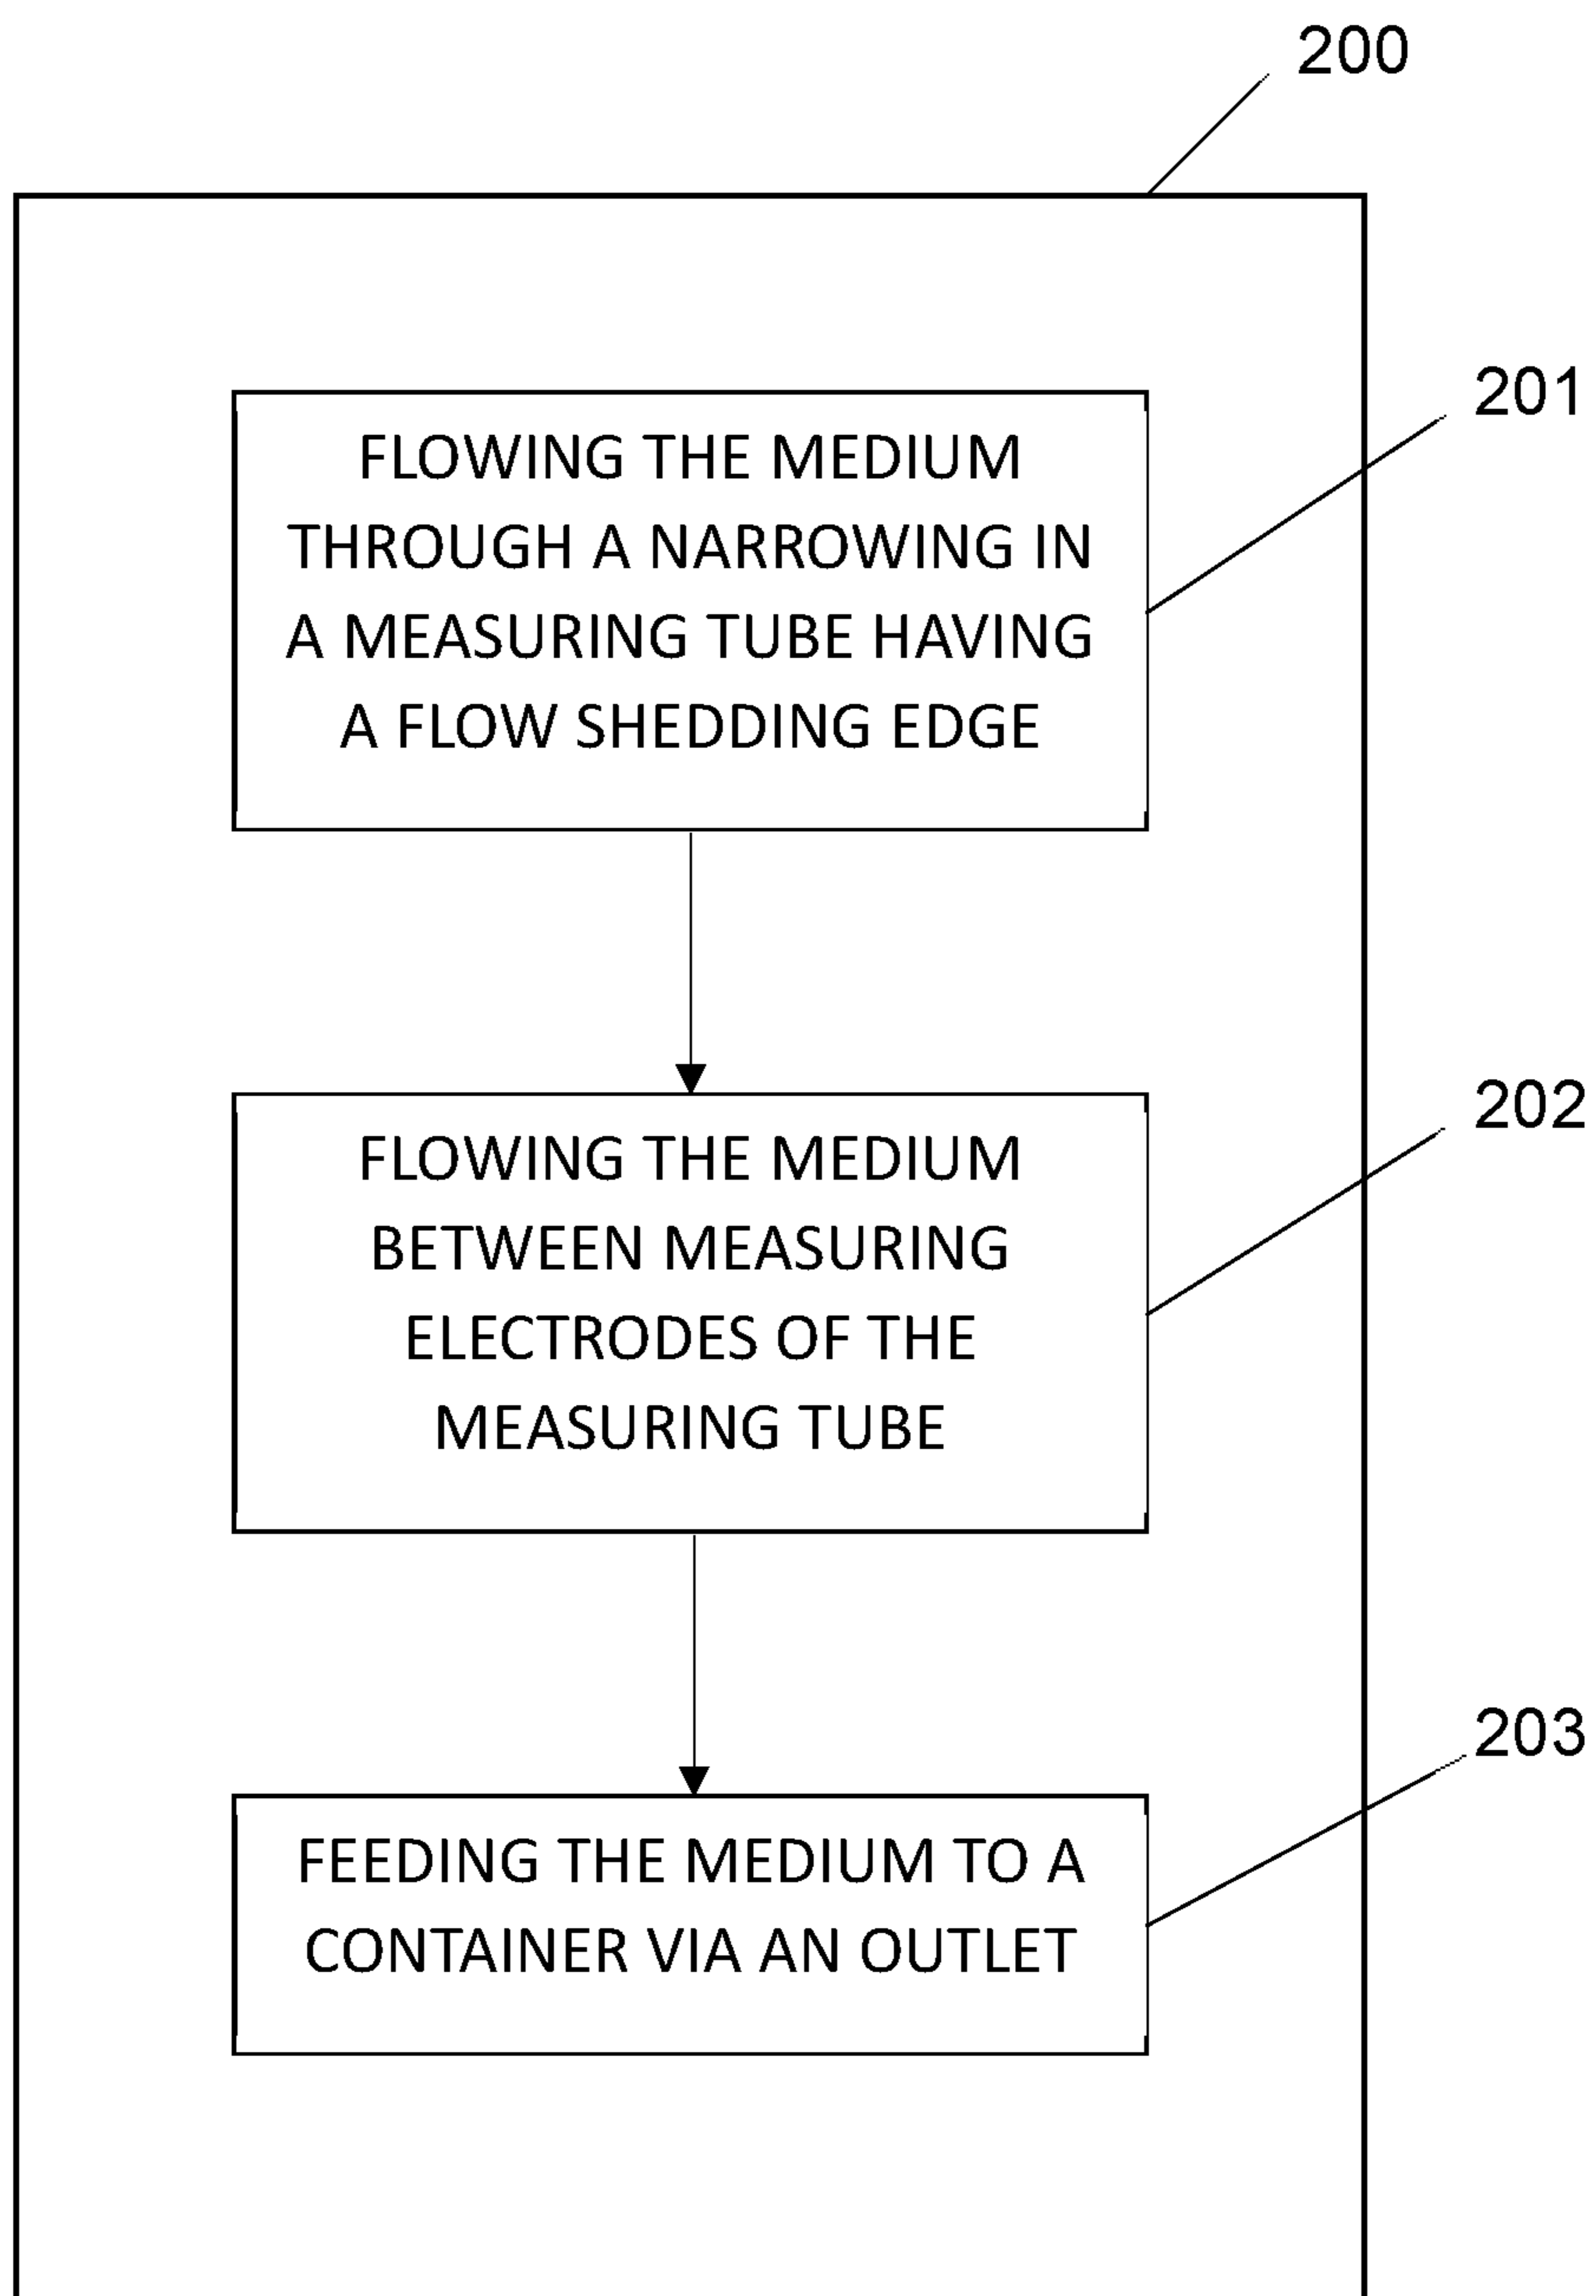 200
201
FLOWING THE MEDIUM
THROUGH A NARROWING IN
A MEASURING TUBE HAVING
A FLOW SHEDDING EDGE
202
FLOWING THE MEDIUM
BETWEEN MEASURING
ELECTRODES OF THE
MEASURING TUBE
203
FEEDING THE MEDIUM TO A
CONTAINER VIA AN OUTLET